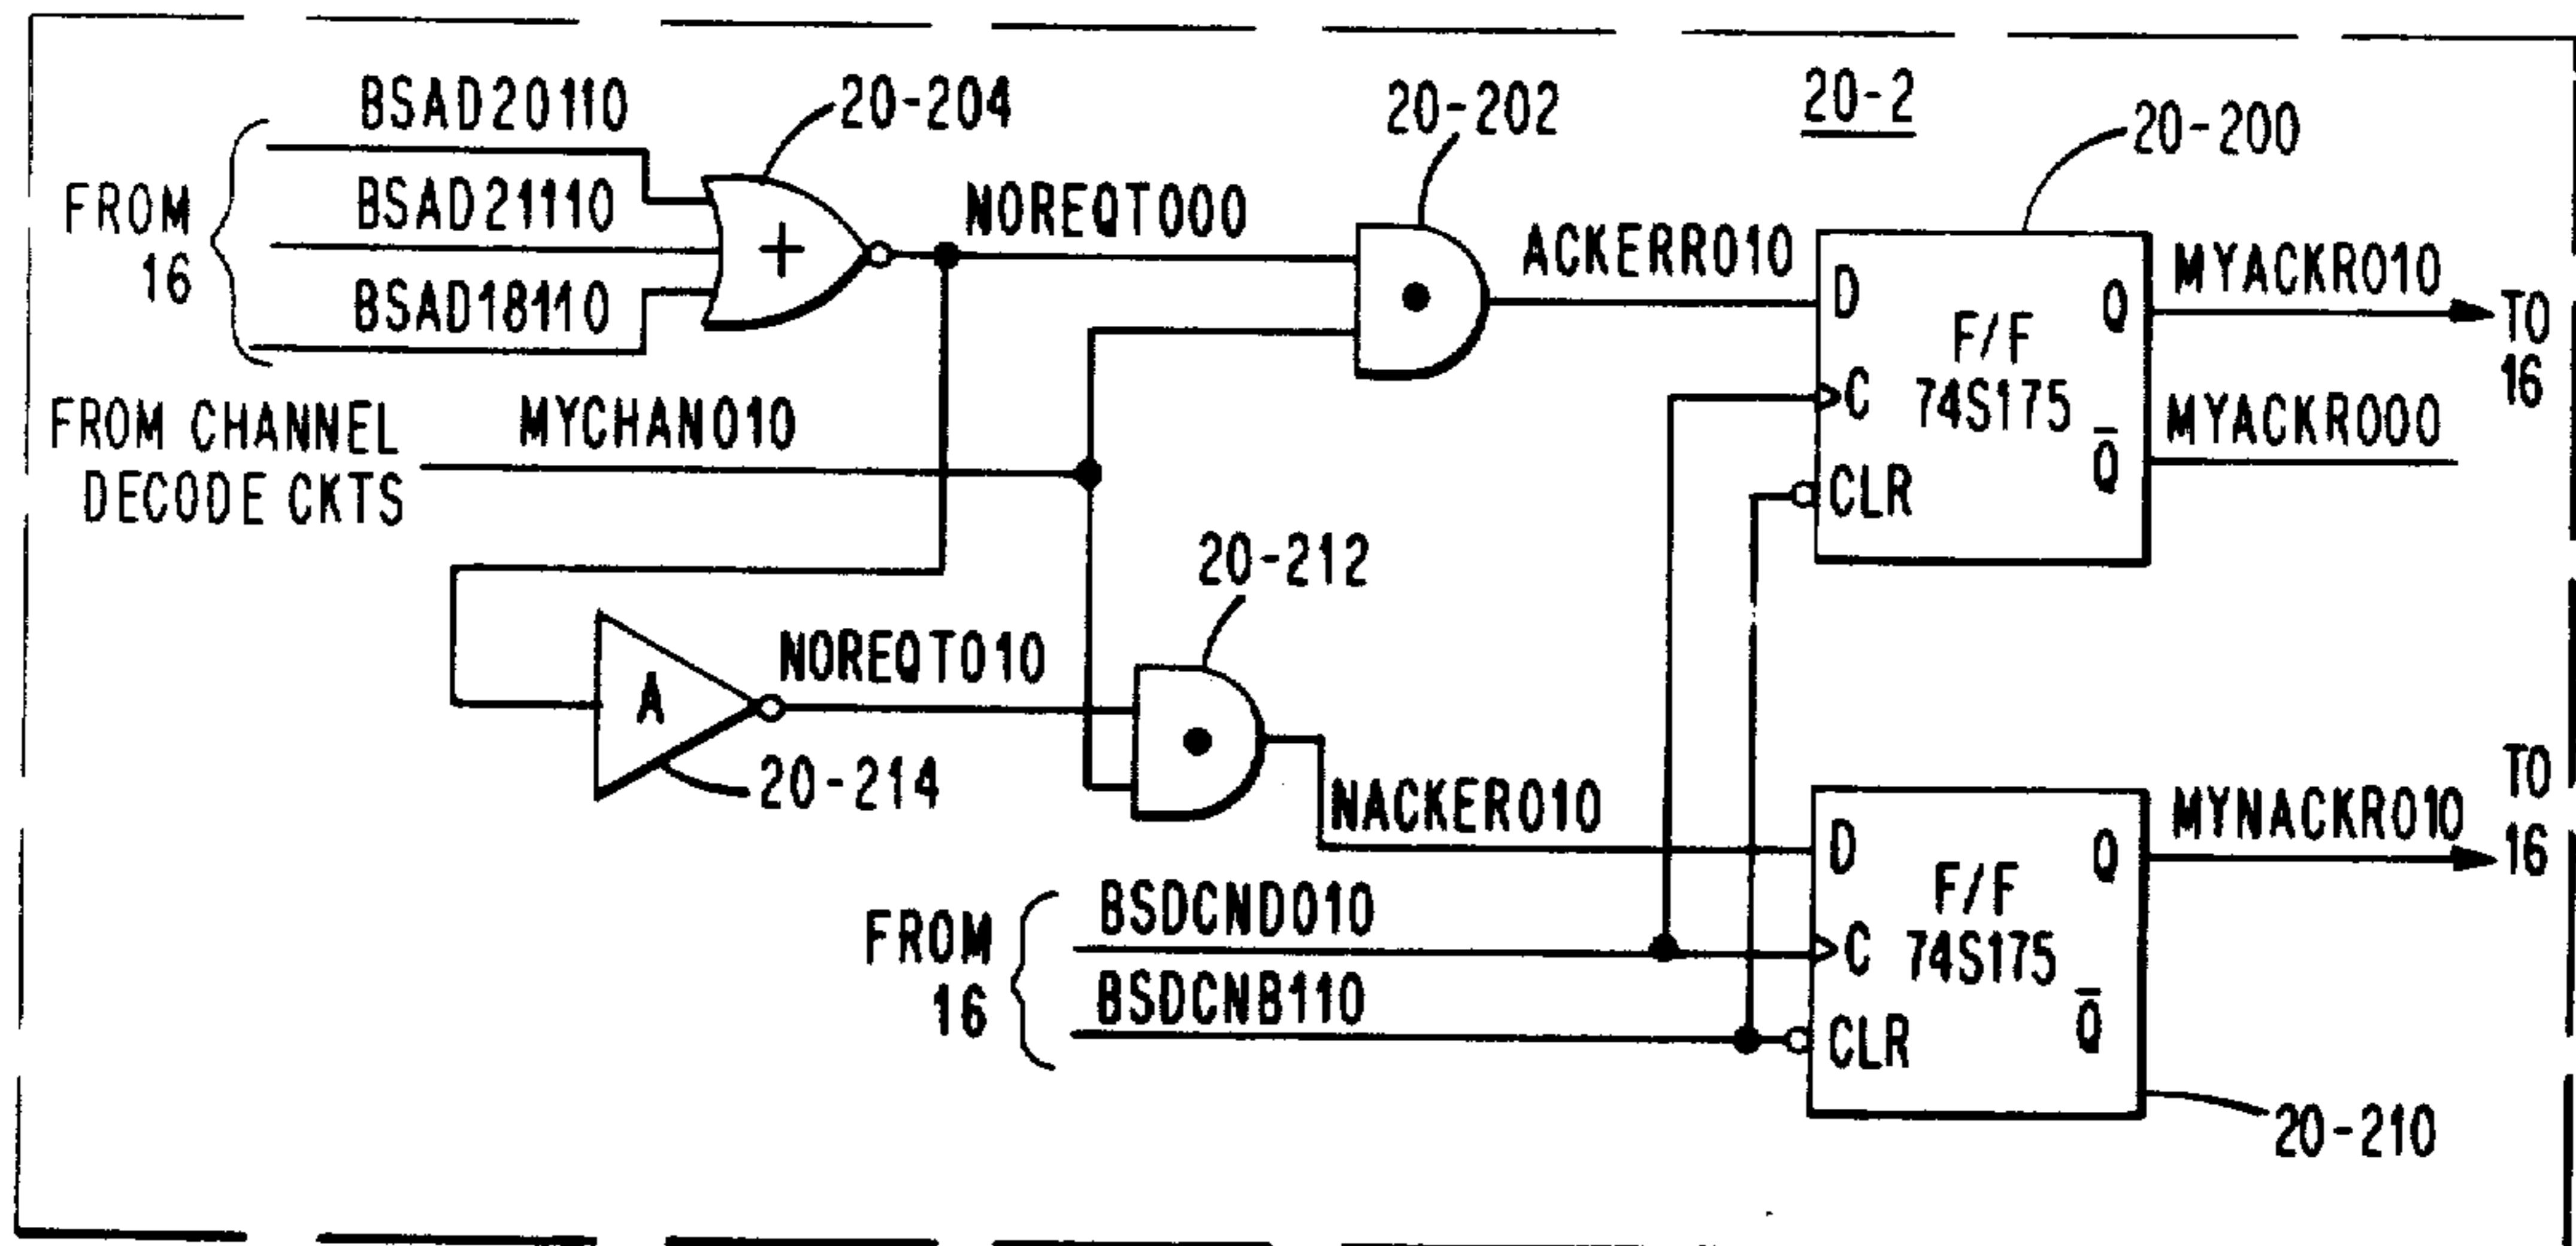 BSAD20110
20-204
20-202
20-2
20-200
FROM
16
BSAD21110
NOREQT000
ACKERR010
MYACKR010
BSAD18110
+
D
Q
F/F
74S175
C
TO
16
MYACKR000
Q̅
CLR
FROM CHANNEL
DECODE CKTS
MYCHAN010
20-212
A
NOREQT010
20-214
NACKER010
D
Q
MYNACKR010
TO
16
F/F
74S175
FROM
16
BSDCND010
C
BSDCNB110
CLR
Q̅
20-210